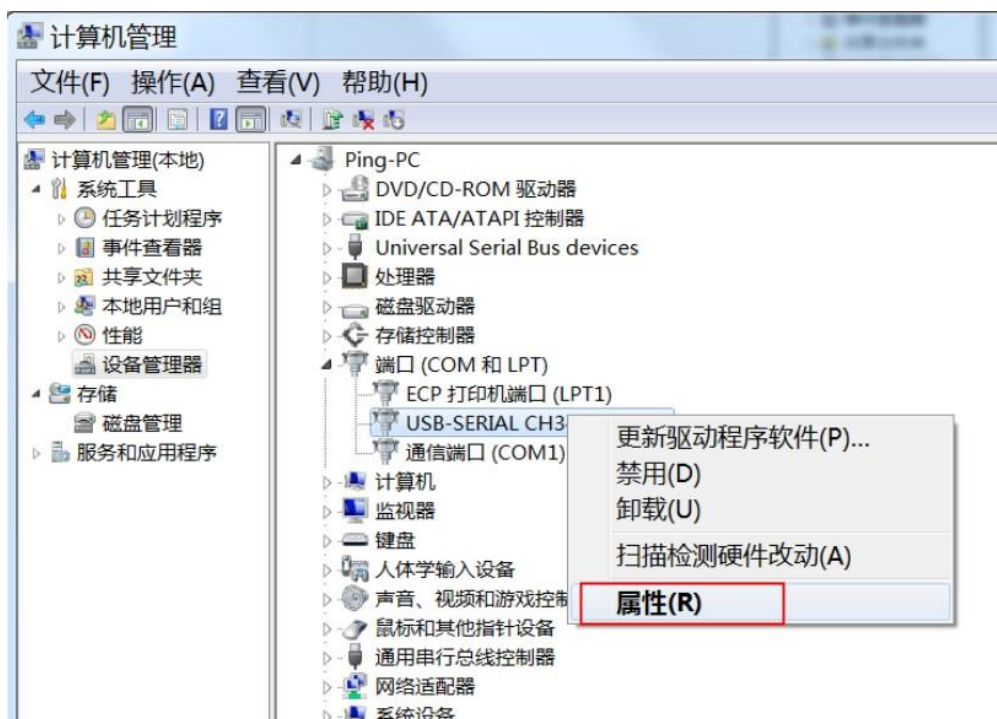 计算机管理
文件(F) 操作(A) 查看(V) 帮助(H)
计算机管理(本地)
系统工具
任务计划程序
事件查看器
共享文件夹
本地用户和组
性能
设备管理器
存储
磁盘管理
服务和应用程序
Ping-PC
DVD/CD-ROM 驱动器
IDE ATA/ATAPI 控制器
Universal Serial Bus devices
处理器
磁盘驱动器
存储控制器
端口 (COM 和 LPT)
ECP 打印机端口 (LPT1)
USB-SERIAL CH3
通信端口 (COM1)
计算机
监视器
键盘
人体学输入设备
声音、视频和游戏控制
鼠标和其他指针设备
通用串行总线控制器
网络适配器
系统设备
更新驱动程序软件(P)...
禁用(D)
卸载(U)
扫描检测硬件改动(A)
属性(R)